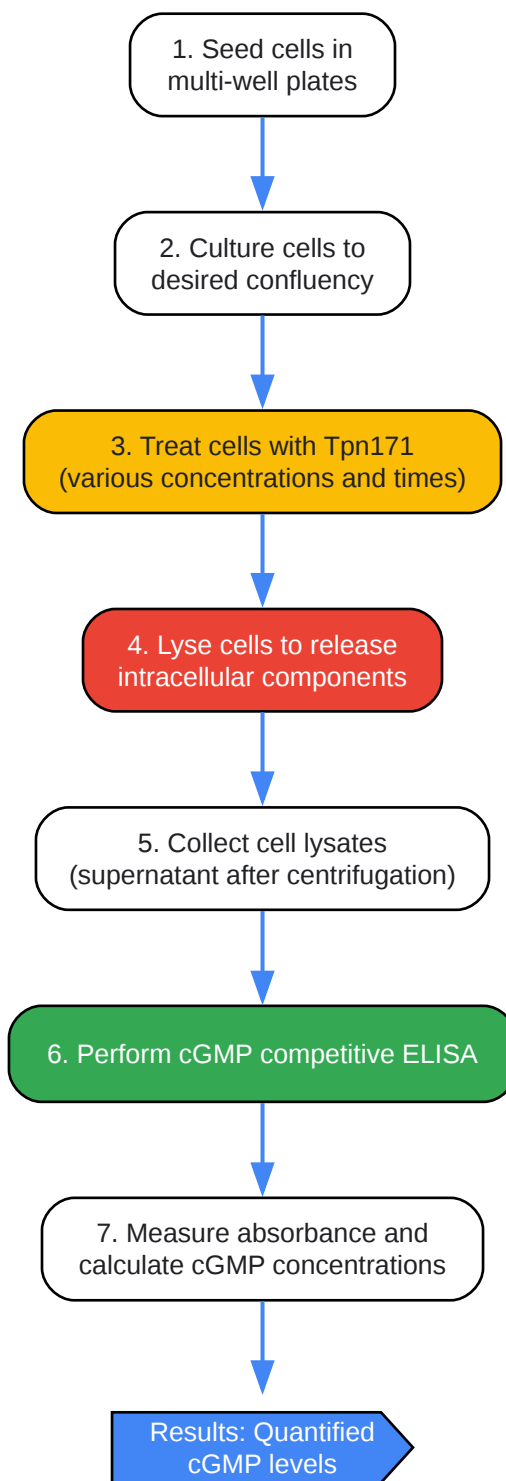 1. Seed cells in
multi-well plates
2. Culture cells to
desired confluency
3. Treat cells with Tpn171
(various concentrations and times)
4. Lyse cells to release
intracellular components
5. Collect cell lysates
(supernatant after centrifugation)
6. Perform cGMP competitive ELISA
7. Measure absorbance and
calculate cGMP concentrations
Results: Quantified
cGMP levels